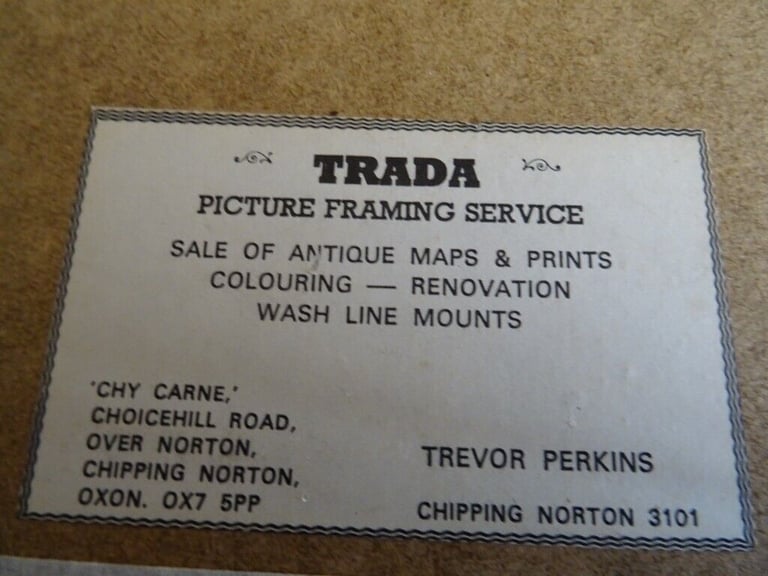 TRADA
PICTURE FRAMING SERVICE
SALE OF ANTIQUE MAPS & PRINTS
COLOURING — RENOVATION
WASH LINE MOUNTS
'CHY CARNE,'
CHOICEHILL ROAD,
OVER NORTON,
CHIPPING NORTON,
OXON. OX7 5PP
TREVOR PERKINS
CHIPPING NORTON 3101